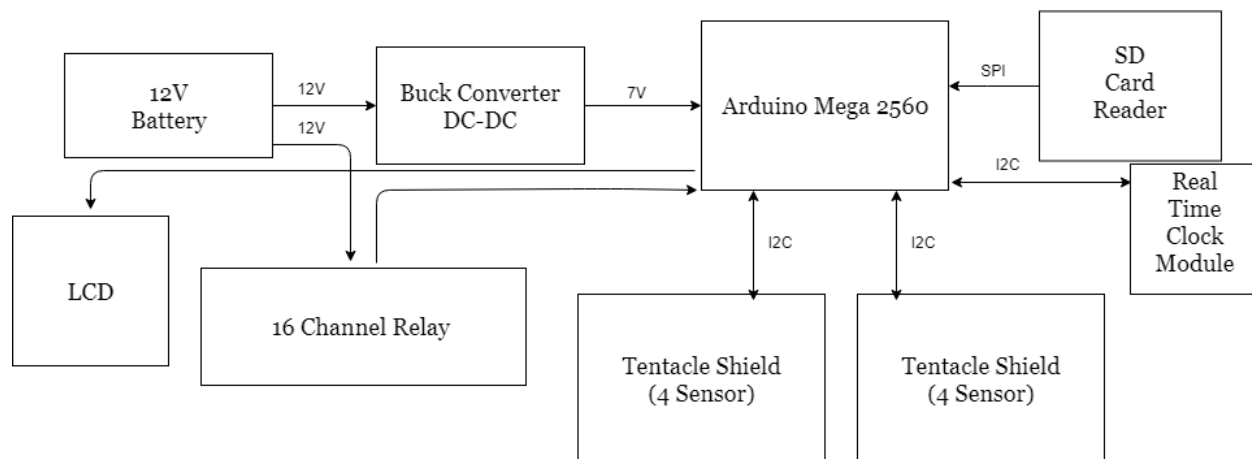 12V
Battery
12V
12V
Buck Converter
DC-DC
7V
Arduino Mega 2560
SPI
SD
Card
Reader
I2C
Real
Time
Clock
Module
LCD
16 Channel Relay
I2C
I2C
Tentacle Shield
(4 Sensor)
Tentacle Shield
(4 Sensor)